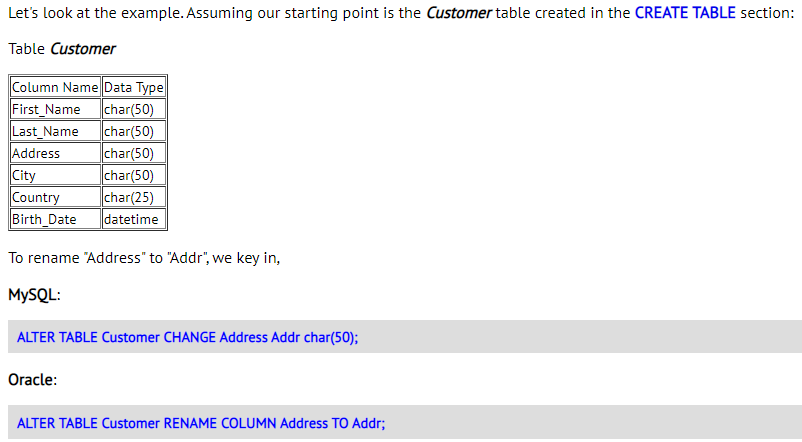 Let's look at the example. Assuming our starting point is the Customer table created in the CREATE TABLE section:
Table Customer
Column Name Data Type
First_Name char(50)
Last_Name char(50)
Address char(50)
City char(50)
Country char(25)
Birth_Date datetime
To rename "Address" to "Addr", we key in,
MySQL:
ALTER TABLE Customer CHANGE Address Addr char(50);
Oracle:
ALTER TABLE Customer RENAME COLUMN Address TO Addr;